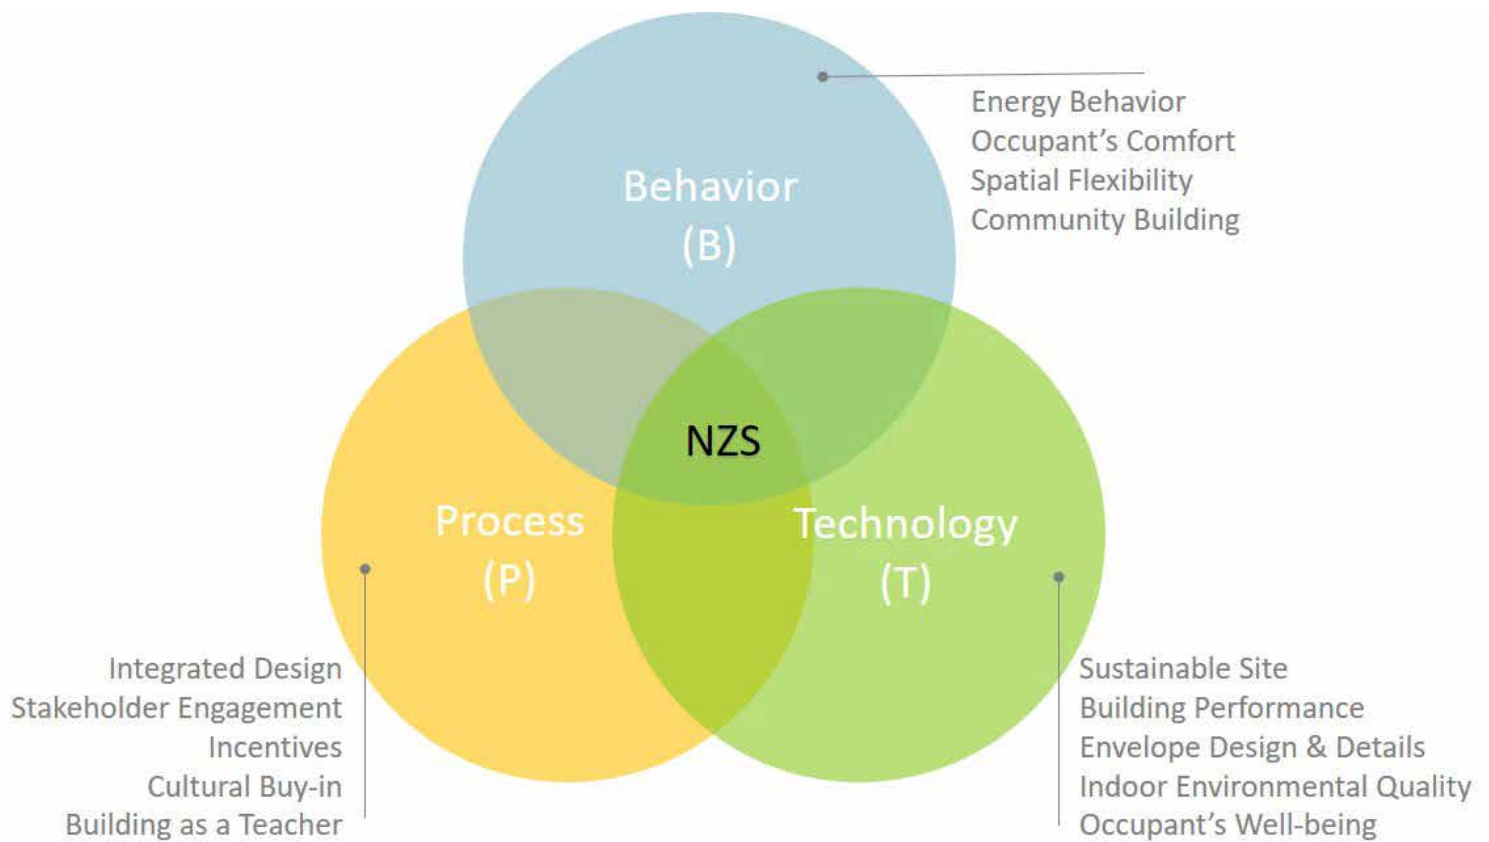 Energy Behavior
Occupant’s Comfort
Spatial Flexibility
Community Building
Behavior
(B)
NZS
Process
(P)
Technology
(T)
Integrated Design
Stakeholder Engagement
Incentives
Cultural Buy-in
Building as a Teacher
Sustainable Site
Building Performance
Envelope Design & Details
Indoor Environmental Quality
Occupant’s Well-being